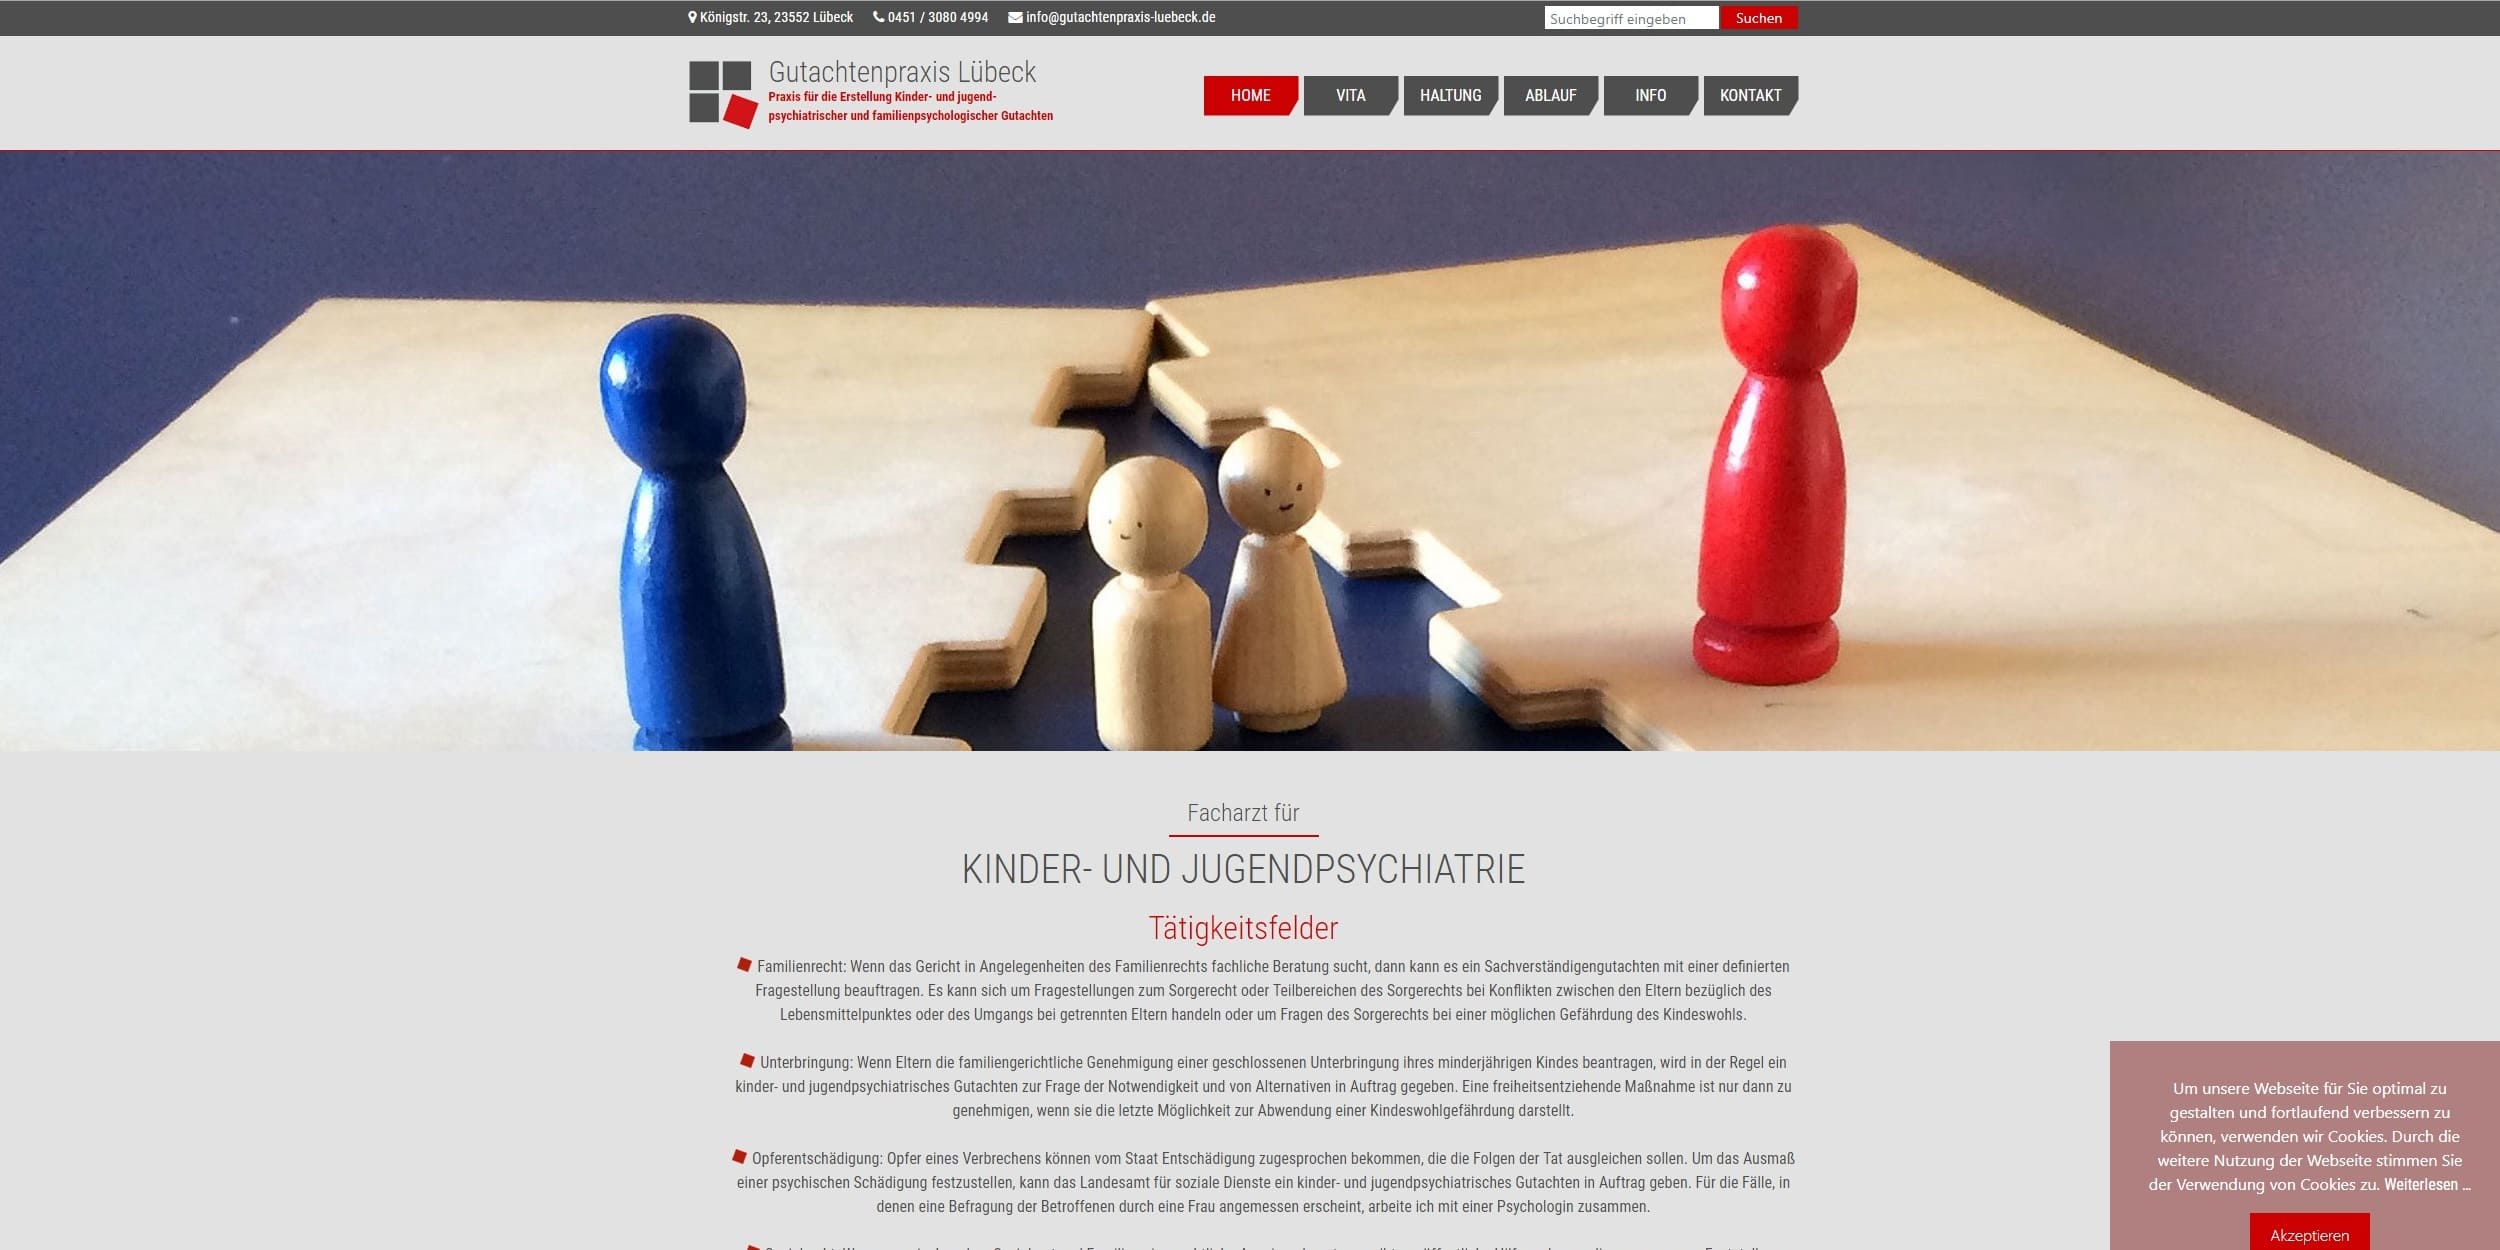 Königstr. 23, 23552 Lübeck 0451 / 3080 4994 info@gutachtenpraxis-luebeck.de Suchbegriff eingeben Suchen
Gutachtenpraxis Lübeck
Praxis für die Erstellung Kinder- und jugend-
psychiatrischer und familienpsychologischer Gutachten
HOME VITA HALTUNG ABLAUF INFO KONTAKT
Facharzt für
KINDER- UND JUGENDPSYCHIATRIE
Tätigkeitsfelder
Familienrecht: Wenn das Gericht in Angelegenheiten des Familienrechts fachliche Beratung sucht, dann kann es ein Sachverständigengutachten mit einer definierten
Fragestellung beauftragen. Es kann sich um Fragestellungen zum Sorgerecht oder Teilbereichen des Sorgerechts bei Konflikten zwischen den Eltern bezüglich des
Lebensmittelpunktes oder des Umgangs bei getrennten Eltern handeln oder um Fragen des Sorgerechts bei einer möglichen Gefährdung des Kindeswohls.
Unterbringung: Wenn Eltern die familiengerichtliche Genehmigung einer geschlossenen Unterbringung ihres minderjährigen Kindes beantragen, wird in der Regel ein
kinder- und jugendpsychiatrisches Gutachten zur Frage der Notwendigkeit und von Alternativen in Auftrag gegeben. Eine freiheitsentziehende Maßnahme ist nur dann zu
genehmigen, wenn sie die letzte Möglichkeit zur Abwendung einer Kindeswohlgefährdung darstellt.
Opferentschädigung: Opfer eines Verbrechens können vom Staat Entschädigung zugesprochen bekommen, die die Folgen der Tat ausgleichen sollen. Um das Ausmaß
einer psychischen Schädigung festzustellen, kann das Landesamt für soziale Dienste ein kinder- und jugendpsychiatrisches Gutachten in Auftrag geben. Für die Fälle, in
denen eine Befragung der Betroffenen durch eine Frau angemessen erscheint, arbeite ich mit einer Psychologin zusammen.
Um unsere Webseite für Sie optimal zu
gestalten und fortlaufend verbessern zu
können, verwenden wir Cookies. Durch die
weitere Nutzung der Webseite stimmen Sie
der Verwendung von Cookies zu. Weiterlesen ...
Akzeptieren